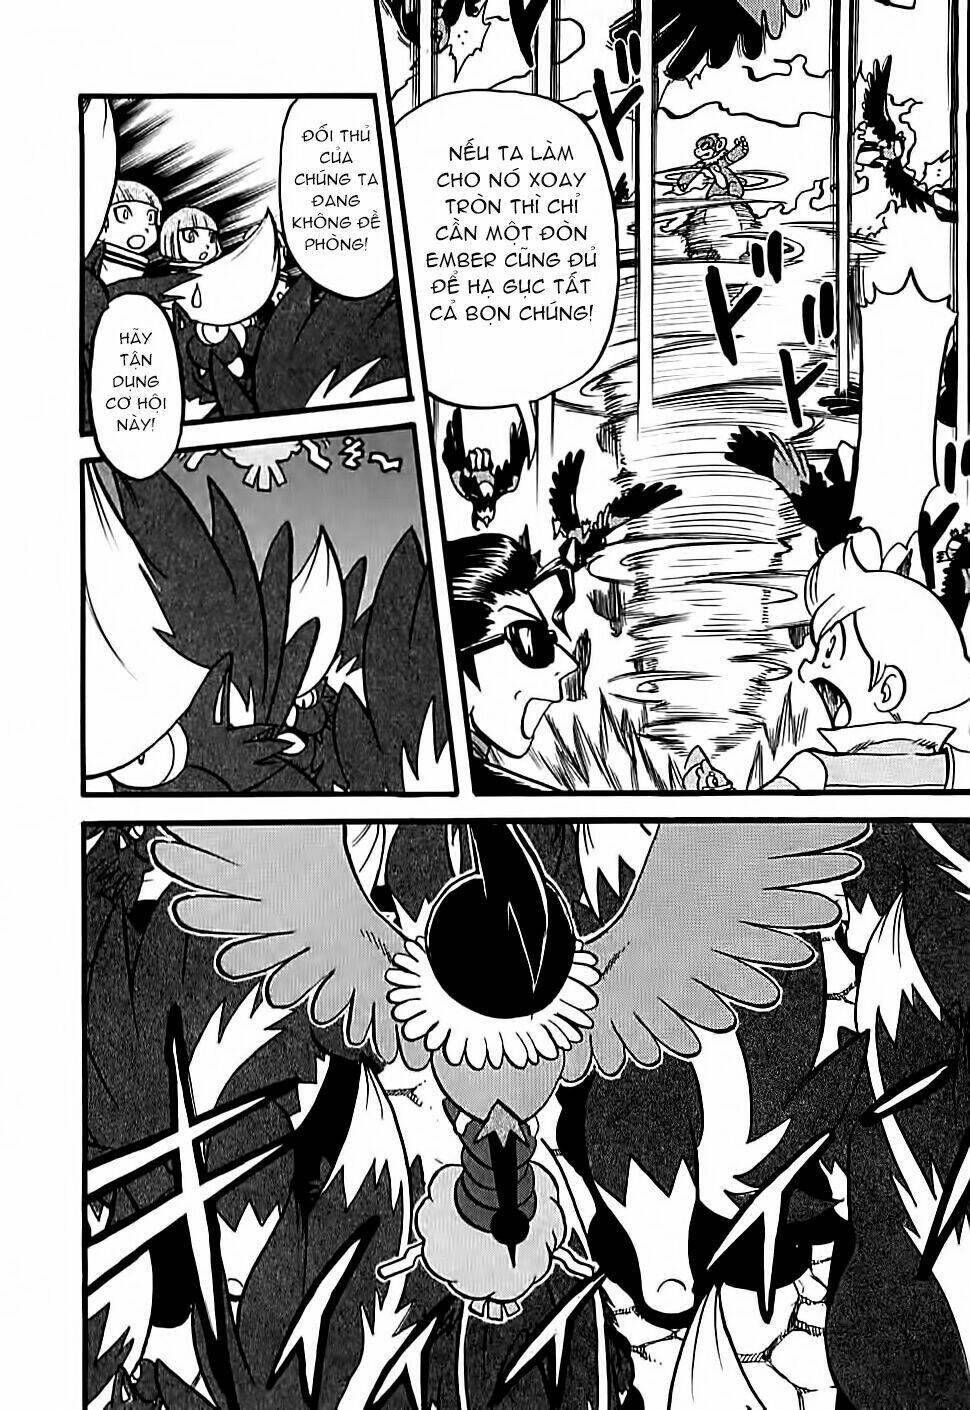 NẾU TA LÀM
CHO NÓ XOAY
TRÒN THÌ CHỈ
CẦN MỘT ĐÒN
EMBER CŨNG ĐỦ
ĐỂ HẠ GỤC TẤT
CẢ BỌN CHÚNG!
ĐỐI THỦ
CỦA
CHÚNG TA
ĐANG
KHÔNG ĐỀ
PHÒNG!
HÃY
TẬN
DỤNG
CƠ HỘI
NÀY!